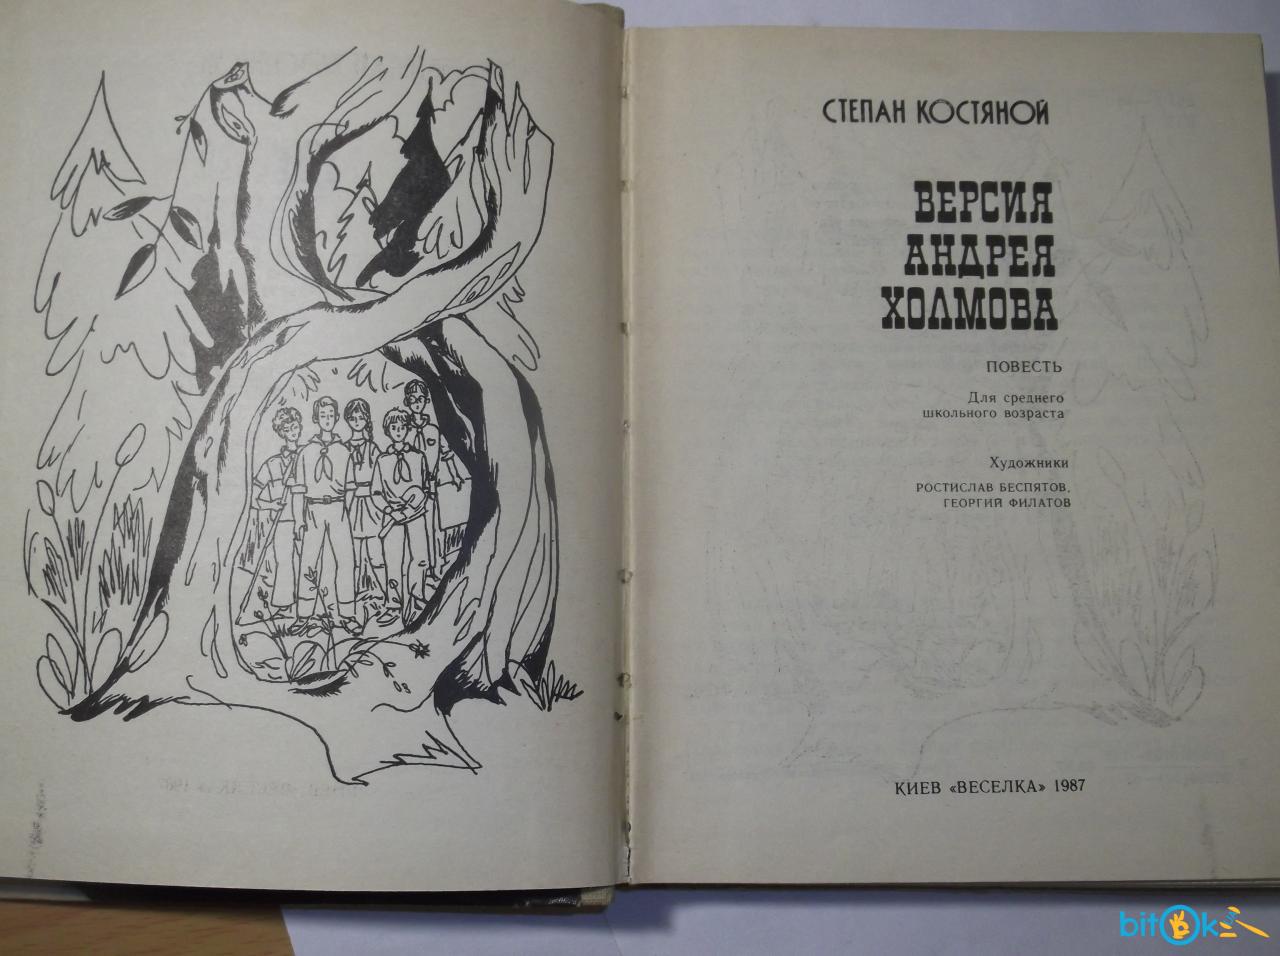 СТЕПАН КОСТЯНОЙ
ВЕРСИЯ
АНДРЕЯ
ХОЛМОВА
ПОВЕСТЬ
Для среднего
школьного возраста
Художники
РОСТИСЛАВ БЕСПЯТОВ,
ГЕОРГИЙ ФИЛАТОВ
КИЕВ «ВЕСЕЛКА» 1987
bitOk